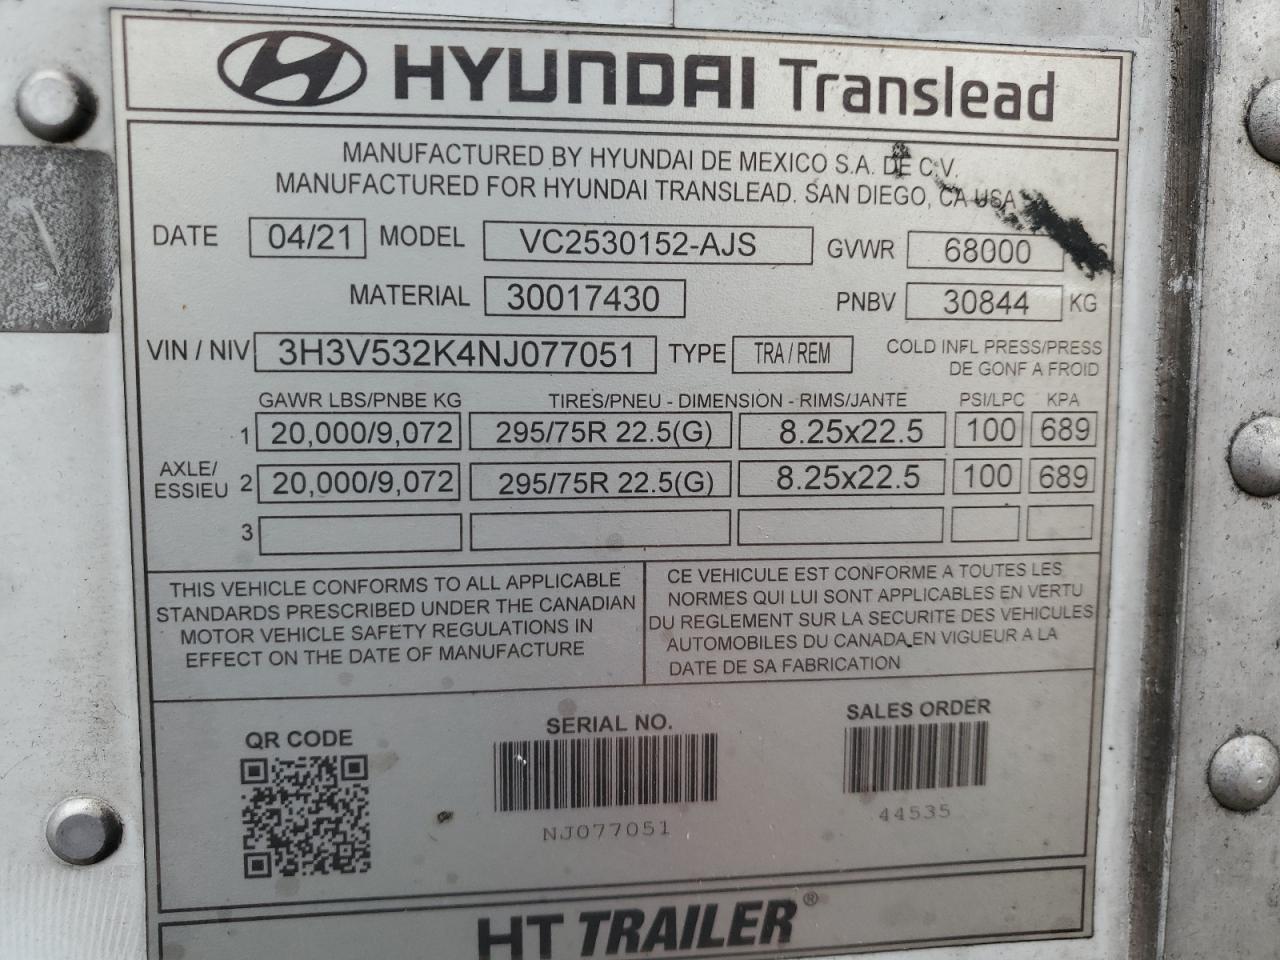 HYUNDAI Translead
MANUFACTURED BY HYUNDAI DE MEXICO S.A. DE C.V.
MANUFACTURED FOR HYUNDAI TRANSLEAD. SAN DIEGO, CA USA
DATE 04/21 MODEL VC2530152-AJS GVWR 68000
MATERIAL 30017430 PNBV 30844 KG
VIN / NIV 3H3V532K4NJ077051 TYPE TRA / REM COLD INFL PRESS/PRESS
DE GONF A FROID
GAWR LBS/PNBE KG TIRES/PNEU - DIMENSION - RIMS/JANTE PSI/LPC KPA
1 20,000/9,072 295/75R 22.5(G) 8.25x22.5 100 689
AXLE/
ESSIEU 2 20,000/9,072 295/75R 22.5(G) 8.25x22.5 100 689
3
THIS VEHICLE CONFORMS TO ALL APPLICABLE
STANDARDS PRESCRIBED UNDER THE CANADIAN
MOTOR VEHICLE SAFETY REGULATIONS IN
EFFECT ON THE DATE OF MANUFACTURE
CE VEHICULE EST CONFORME A TOUTES LES
NORMES QUI LUI SONT APPLICABLES EN VERTU
DU REGLEMENT SUR LA SECURITE DES VEHICULES
AUTOMOBILES DU CANADA EN VIGUEUR A LA
DATE DE SA FABRICATION
QR CODE
SERIAL NO.
NJ077051
SALES ORDER
44535
HT TRAILER®